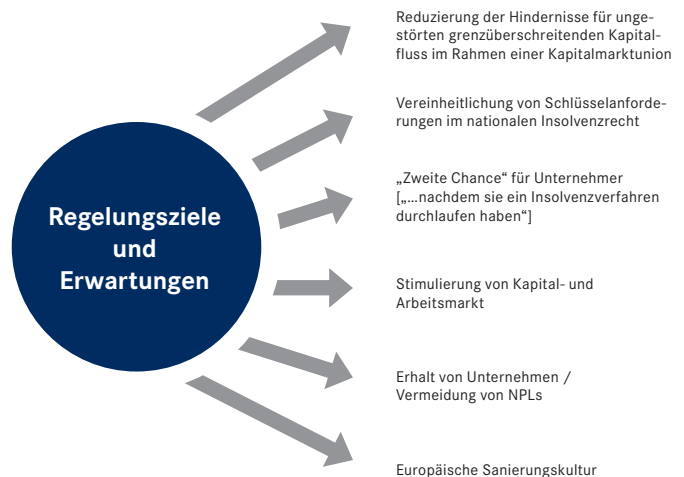 Reduzierung der Hindernisse für unge-
störten grenzüberschreitenden Kapital-
fluss im Rahmen einer Kapitalmarktunion
Vereinheitlichung von Schlüsselanforde-
rungen im nationalen Insolvenzrecht
„Zweite Chance“ für Unternehmer
[„...nachdem sie ein Insolvenzverfahren
durchlaufen haben“]
Regelungsziele
und
Erwartungen
Stimulierung von Kapital- und
Arbeitsmarkt
Erhalt von Unternehmen /
Vermeidung von NPLs
Europäische Sanierungskultur